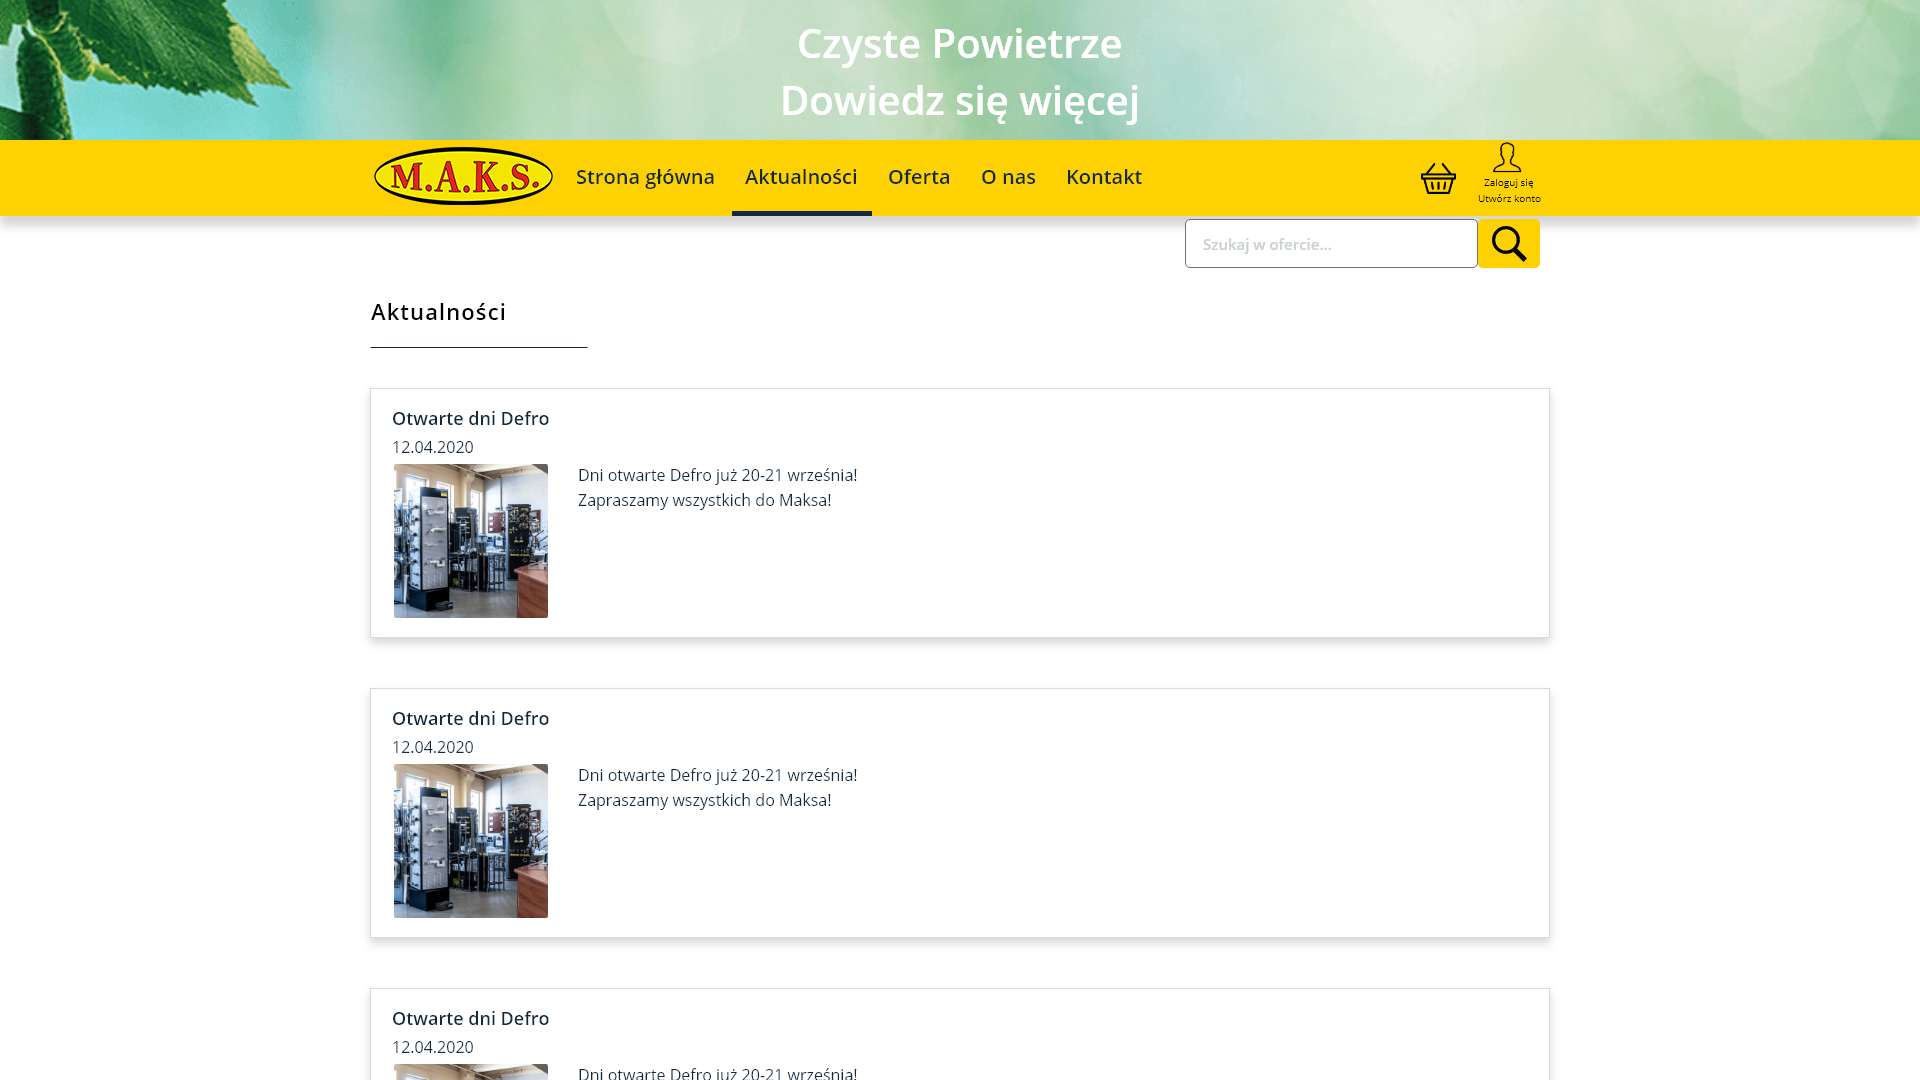 Czyste Powietrze
Dowiedz się więcej
M.A.K.S.
Strona główna
Aktualności
Oferta
O nas
Kontakt
Zaloguj się
Utwórz konto
Szukaj w ofercie...
Aktualności
Otwarte dni Defro
12.04.2020
Dni otwarte Defro już 20-21 września!
Zapraszamy wszystkich do Maksa!
Otwarte dni Defro
12.04.2020
Dni otwarte Defro już 20-21 września!
Zapraszamy wszystkich do Maksa!
Otwarte dni Defro
12.04.2020
Dni otwarte Defro już 20-21 września!